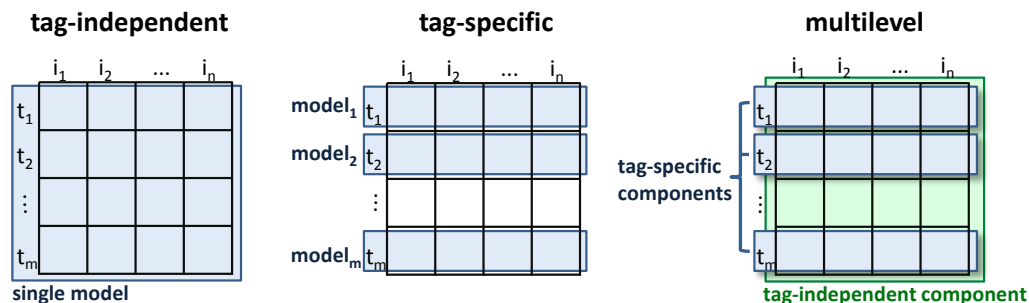 tag-independent
tag-specific
multilevel
i1 i2 ... in
t1
t2
⋮
tm
single model
i1 i2 ... in
model1 t1
model2 t2
⋮
modelm tm
i1 i2 ... in
t1
t2
⋮
tm
tag-specific
components
tag-independent component